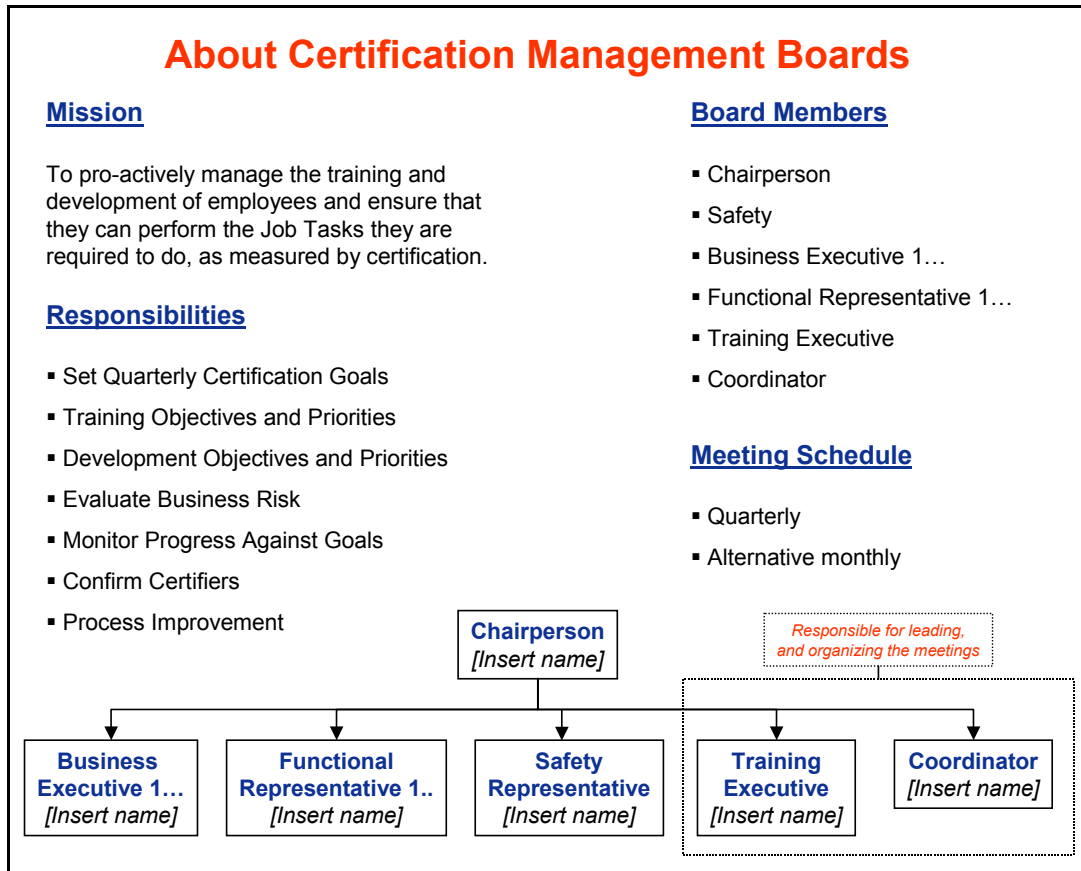 About Certification Management Boards
Mission
To pro-actively manage the training and
development of employees and ensure that
they can perform the Job Tasks they are
required to do, as measured by certification.
Responsibilities
▪ Set Quarterly Certification Goals
▪ Training Objectives and Priorities
▪ Development Objectives and Priorities
▪ Evaluate Business Risk
▪ Monitor Progress Against Goals
▪ Confirm Certifiers
▪ Process Improvement
Board Members
▪ Chairperson
▪ Safety
▪ Business Executive 1…
▪ Functional Representative 1…
▪ Training Executive
▪ Coordinator
Meeting Schedule
▪ Quarterly
▪ Alternative monthly
Chairperson
[Insert name]
Responsible for leading,
and organizing the meetings
Business
Executive 1…
[Insert name]
Functional
Representative 1..
[Insert name]
Safety
Representative
[Insert name]
Training
Executive
[Insert name]
Coordinator
[Insert name]